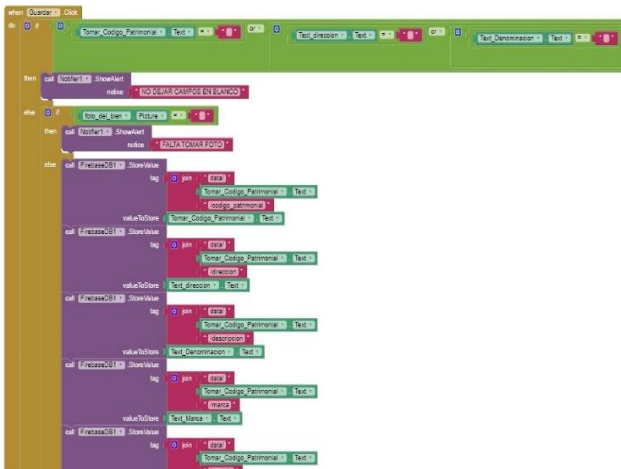 when Guardar .Click
do if Tomar_Codigo_Patrimonial . Text = " " or Text_direccion . Text = " " or Text_Denominacion . Text = " "
then call Notifier1 .ShowAlert
notice " NO DEJAR CAMPOS EN BLANCO "
else if foto_del_bien . Picture = " "
then call Notifier1 .ShowAlert
notice " FALTA TOMAR FOTO "
else call FirebaseDB1 .StoreValue
tag join " data/ "
Tomar_Codigo_Patrimonial . Text
" /codigo_patrimonial "
valueToStore Tomar_Codigo_Patrimonial . Text
call FirebaseDB1 .StoreValue
tag join " data/ "
Tomar_Codigo_Patrimonial . Text
" /direccion "
valueToStore Text_direccion . Text
call FirebaseDB1 .StoreValue
tag join " data/ "
Tomar_Codigo_Patrimonial . Text
" /descripcion "
valueToStore Text_Denominacion . Text
call FirebaseDB1 .StoreValue
tag join " data/ "
Tomar_Codigo_Patrimonial . Text
" /marca "
valueToStore Text_Marca . Text
call FirebaseDB1 .StoreValue
tag join " data/ "
Tomar_Codigo_Patrimonial . Text